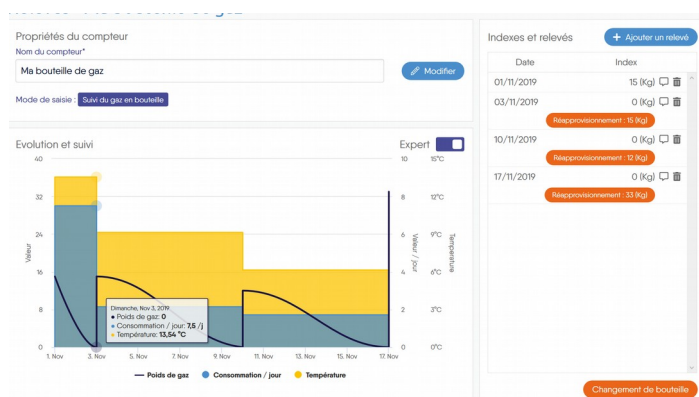 Propriétés du compteur
Nom du compteur*
Ma bouteille de gaz
Modifier
Mode de saisie : Suivi du gaz en bouteille
Evolution et suivi
Expert
40 10 15°C
32 8 12°C
24 6 9°C
16 4 6°C
8 2 3°C
0 0 0°C
Valeur
Valeur / jour
Température
Dimanche, Nov 3, 2019
Poids de gaz: 0
Consommation / jour: 7,5 /j
Température: 13,54 °C
1. Nov 3. Nov 5. Nov 7. Nov 9. Nov 11. Nov 13. Nov 15. Nov 17. Nov
Poids de gaz Consommation / jour Température
Indexes et relevés
+ Ajouter un relevé
Date Index
01/11/2019 15 (Kg)
03/11/2019 0 (Kg)
Réapprovisionnement : 15 (Kg)
10/11/2019 0 (Kg)
Réapprovisionnement : 12 (Kg)
17/11/2019 0 (Kg)
Réapprovisionnement : 33 (Kg)
Changement de bouteille